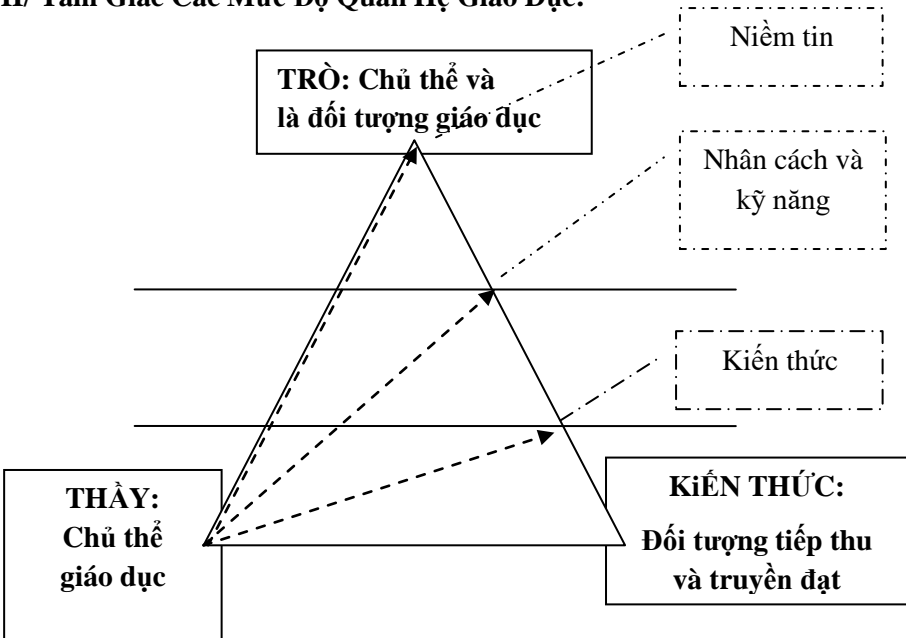 II/ Tam Giác Các Mức Độ Quan Hệ Giáo Dục:
Niềm tin
TRÒ: Chủ thể và
là đối tượng giáo dục
Nhân cách và
kỹ năng
Kiến thức
THẦY:
Chủ thể
giáo dục
KiẾN THỨC:
Đối tượng tiếp thu
và truyền đạt